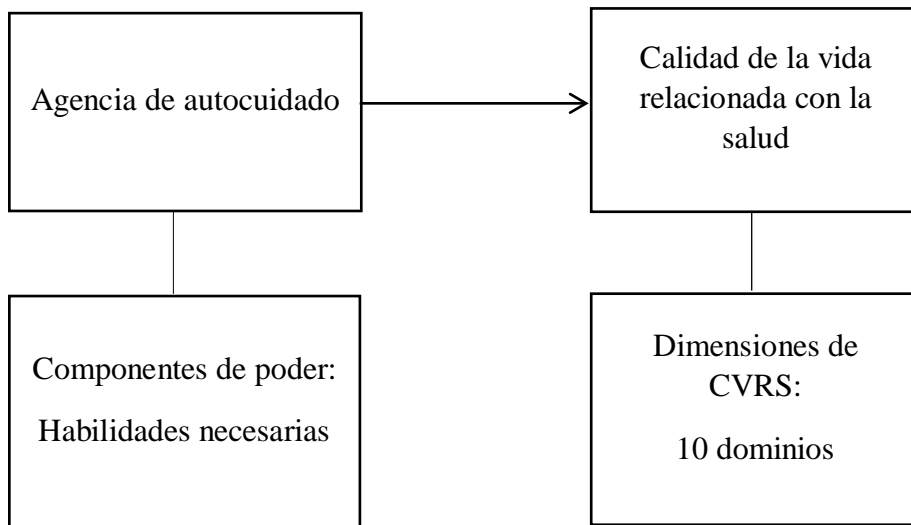 Agencia de autocuidado
Calidad de la vida
relacionada con la
salud
Componentes de poder:
Habilidades necesarias
Dimensiones de
CVRS:
10 dominios